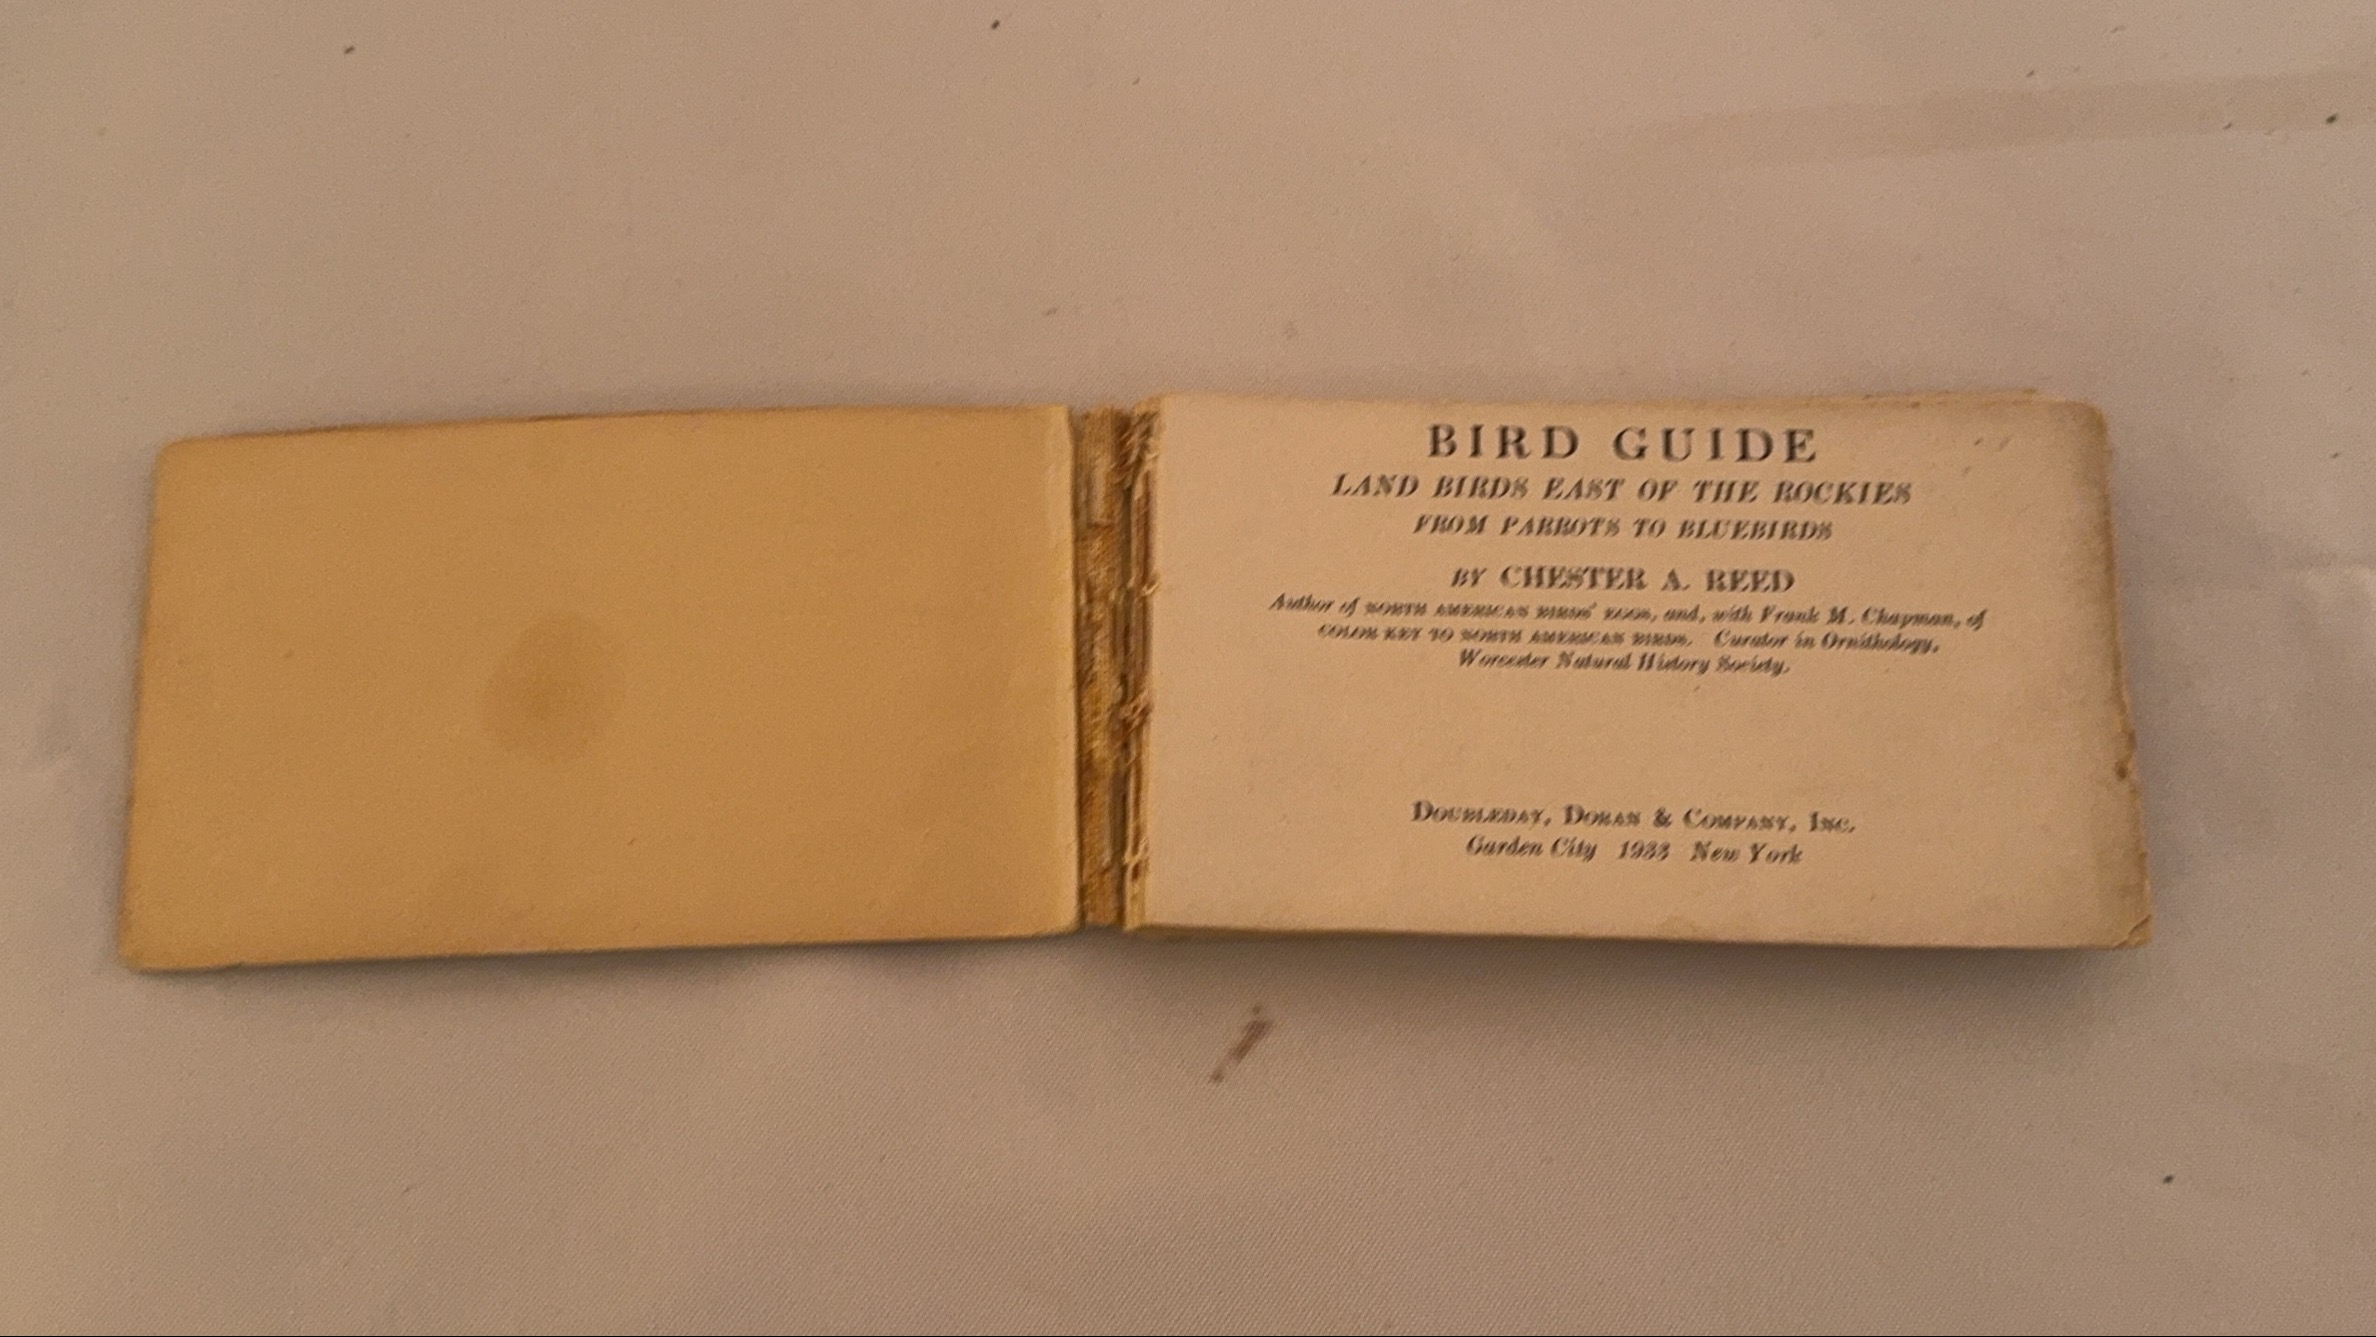 BIRD GUIDE
LAND BIRDS EAST OF THE ROCKIES
FROM PARROTS TO BLUEBIRDS
BY CHESTER A. REED
Author of NORTH AMERICAN BIRDS' EGGS, and, with Frank M. Chapman, of
COLOR KEY TO NORTH AMERICAN BIRDS. Curator in Ornithology,
Worcester Natural History Society.
DOUBLEDAY, DORAN & COMPANY, INC.
Garden City 1933 New York